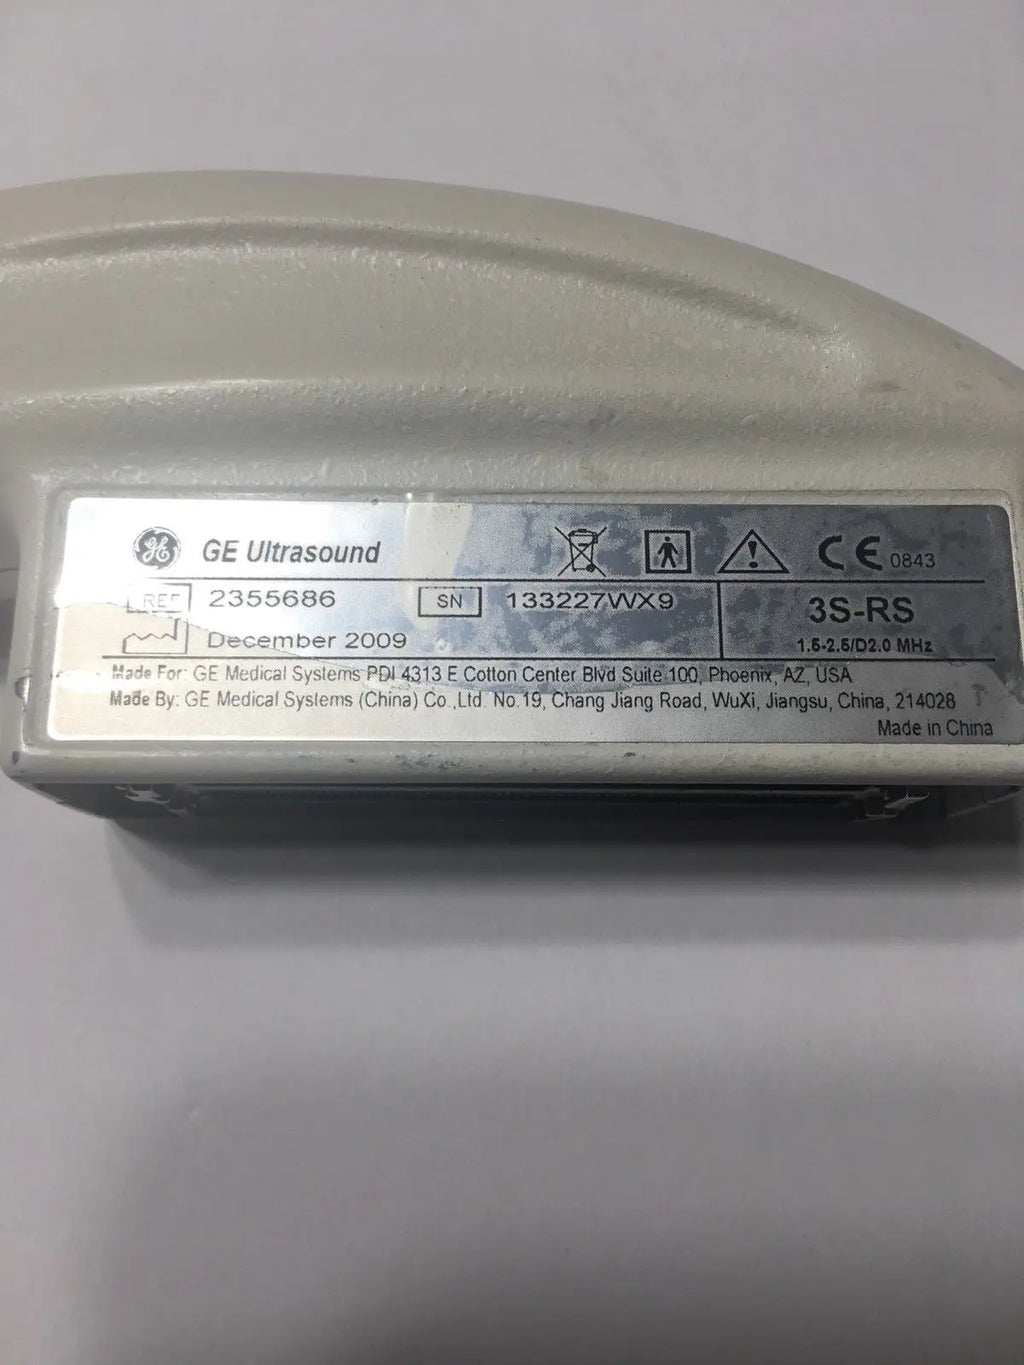 GE Ultrasound
CE 0843
REF 2355686
SN 133227WX9
3S-RS
December 2009
1.5-2.5/D2.0 MHz
Made For: GE Medical Systems PDI 4313 E Cotton Center Blvd Suite 100, Phoenix, AZ, USA
Made By: GE Medical Systems (China) Co.,Ltd. No.19, Chang Jiang Road, WuXi, Jiangsu, China, 214028
Made in China